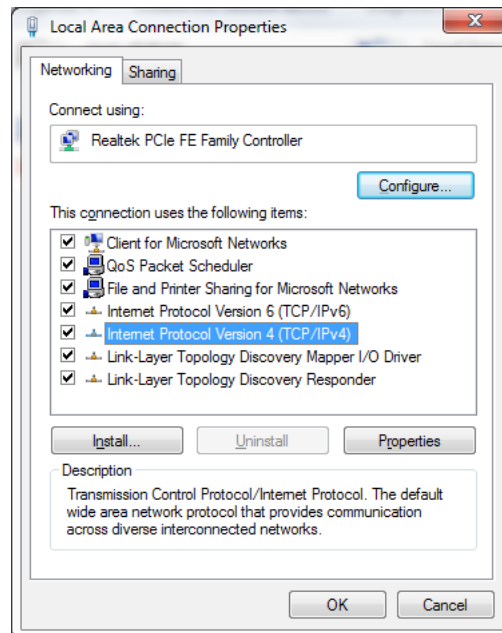 Local Area Connection Properties
Networking
Sharing
Connect using:
Realtek PCIe FE Family Controller
Configure...
This connection uses the following items:
Client for Microsoft Networks
QoS Packet Scheduler
File and Printer Sharing for Microsoft Networks
Internet Protocol Version 6 (TCP/IPv6)
Internet Protocol Version 4 (TCP/IPv4)
Link-Layer Topology Discovery Mapper I/O Driver
Link-Layer Topology Discovery Responder
Install...
Uninstall
Properties
Description
Transmission Control Protocol/Internet Protocol. The default
wide area network protocol that provides communication
across diverse interconnected networks.
OK
Cancel